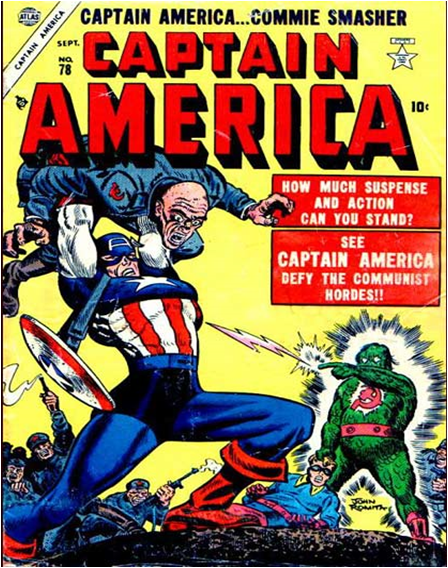 ATLAS
CAPTAIN AMERICA
CAPTAIN AMERICA...COMMIE SMASHER
SEPT.
NO.
78
CAPTAIN
AMERICA
10¢
HOW MUCH SUSPENSE
AND ACTION
CAN YOU STAND?
SEE
CAPTAIN AMERICA
DEFY THE COMMUNIST
HORDES!!
JOHN
ROMITA